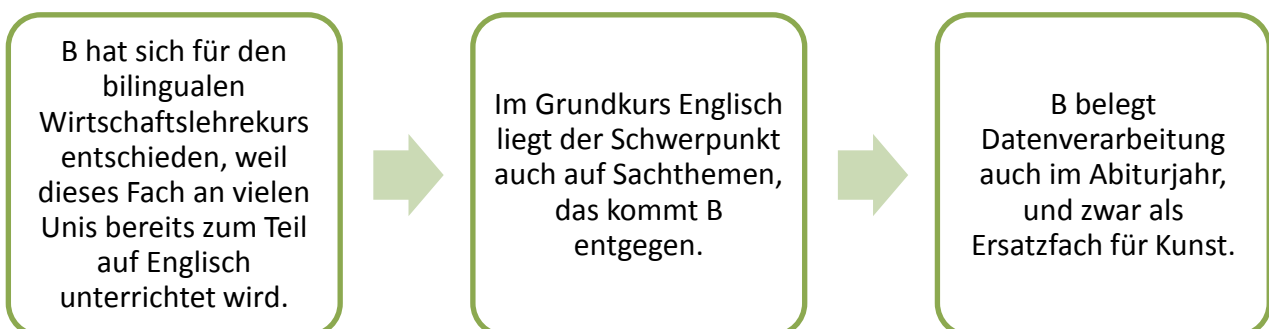 B hat sich für den
bilingualen
Wirtschaftslehrekurs
entschieden, weil
dieses Fach an vielen
Unis bereits zum Teil
auf Englisch
unterrichtet wird.
Im Grundkurs Englisch
liegt der Schwerpunkt
auch auf Sachthemen,
das kommt B
entgegen.
B belegt
Datenverarbeitung
auch im Abiturjahr,
und zwar als
Ersatzfach für Kunst.